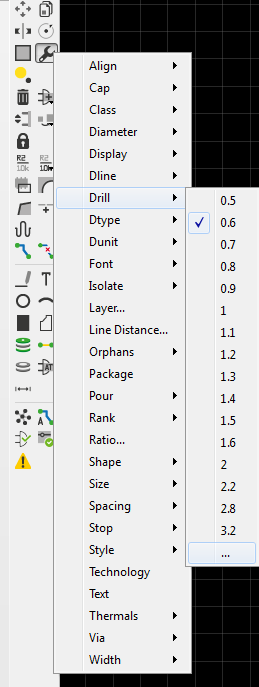 R2
10k
R2
10k
T
A
AT
Align
Cap
Class
Diameter
Display
Dline
Drill
Dtype
Dunit
Font
Isolate
Layer...
Line Distance...
Orphans
Package
Pour
Rank
Ratio...
Shape
Size
Spacing
Stop
Style
Technology
Text
Thermals
Via
Width
0.5
0.6
0.7
0.8
0.9
1
1.1
1.2
1.3
1.4
1.5
1.6
2
2.2
2.8
3.2
...